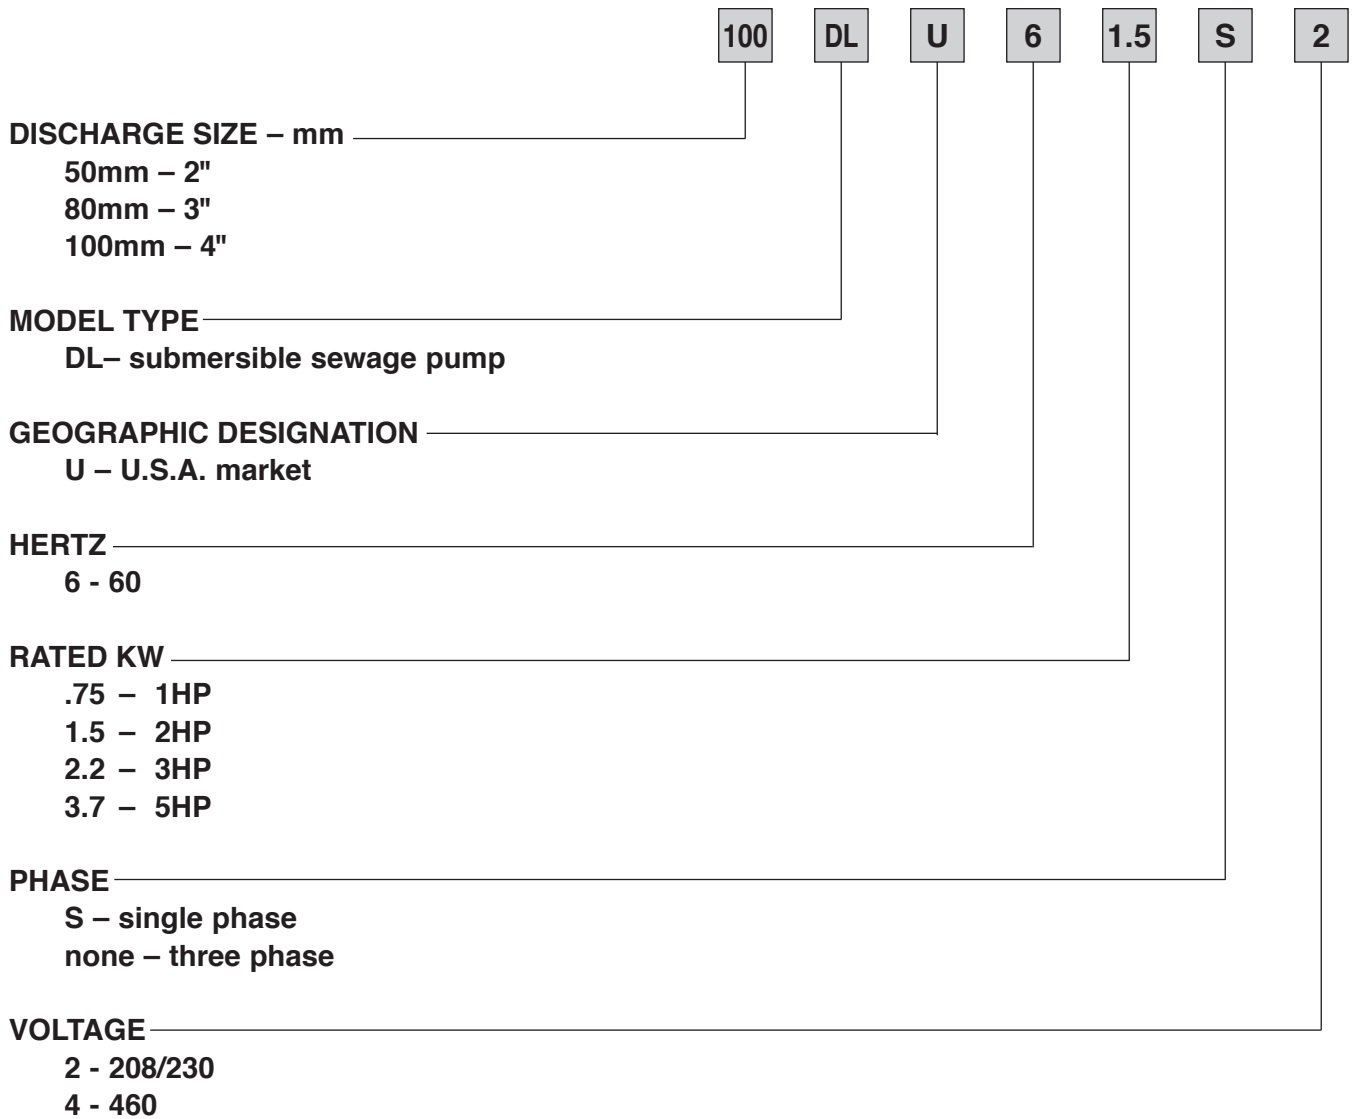 100 DL U 6 1.5 S 2
DISCHARGE SIZE – mm
50mm – 2"
80mm – 3"
100mm – 4"
MODEL TYPE
DL– submersible sewage pump
GEOGRAPHIC DESIGNATION
U – U.S.A. market
HERTZ
6 - 60
RATED KW
.75 – 1HP
1.5 – 2HP
2.2 – 3HP
3.7 – 5HP
PHASE
S – single phase
none – three phase
VOLTAGE
2 - 208/230
4 - 460